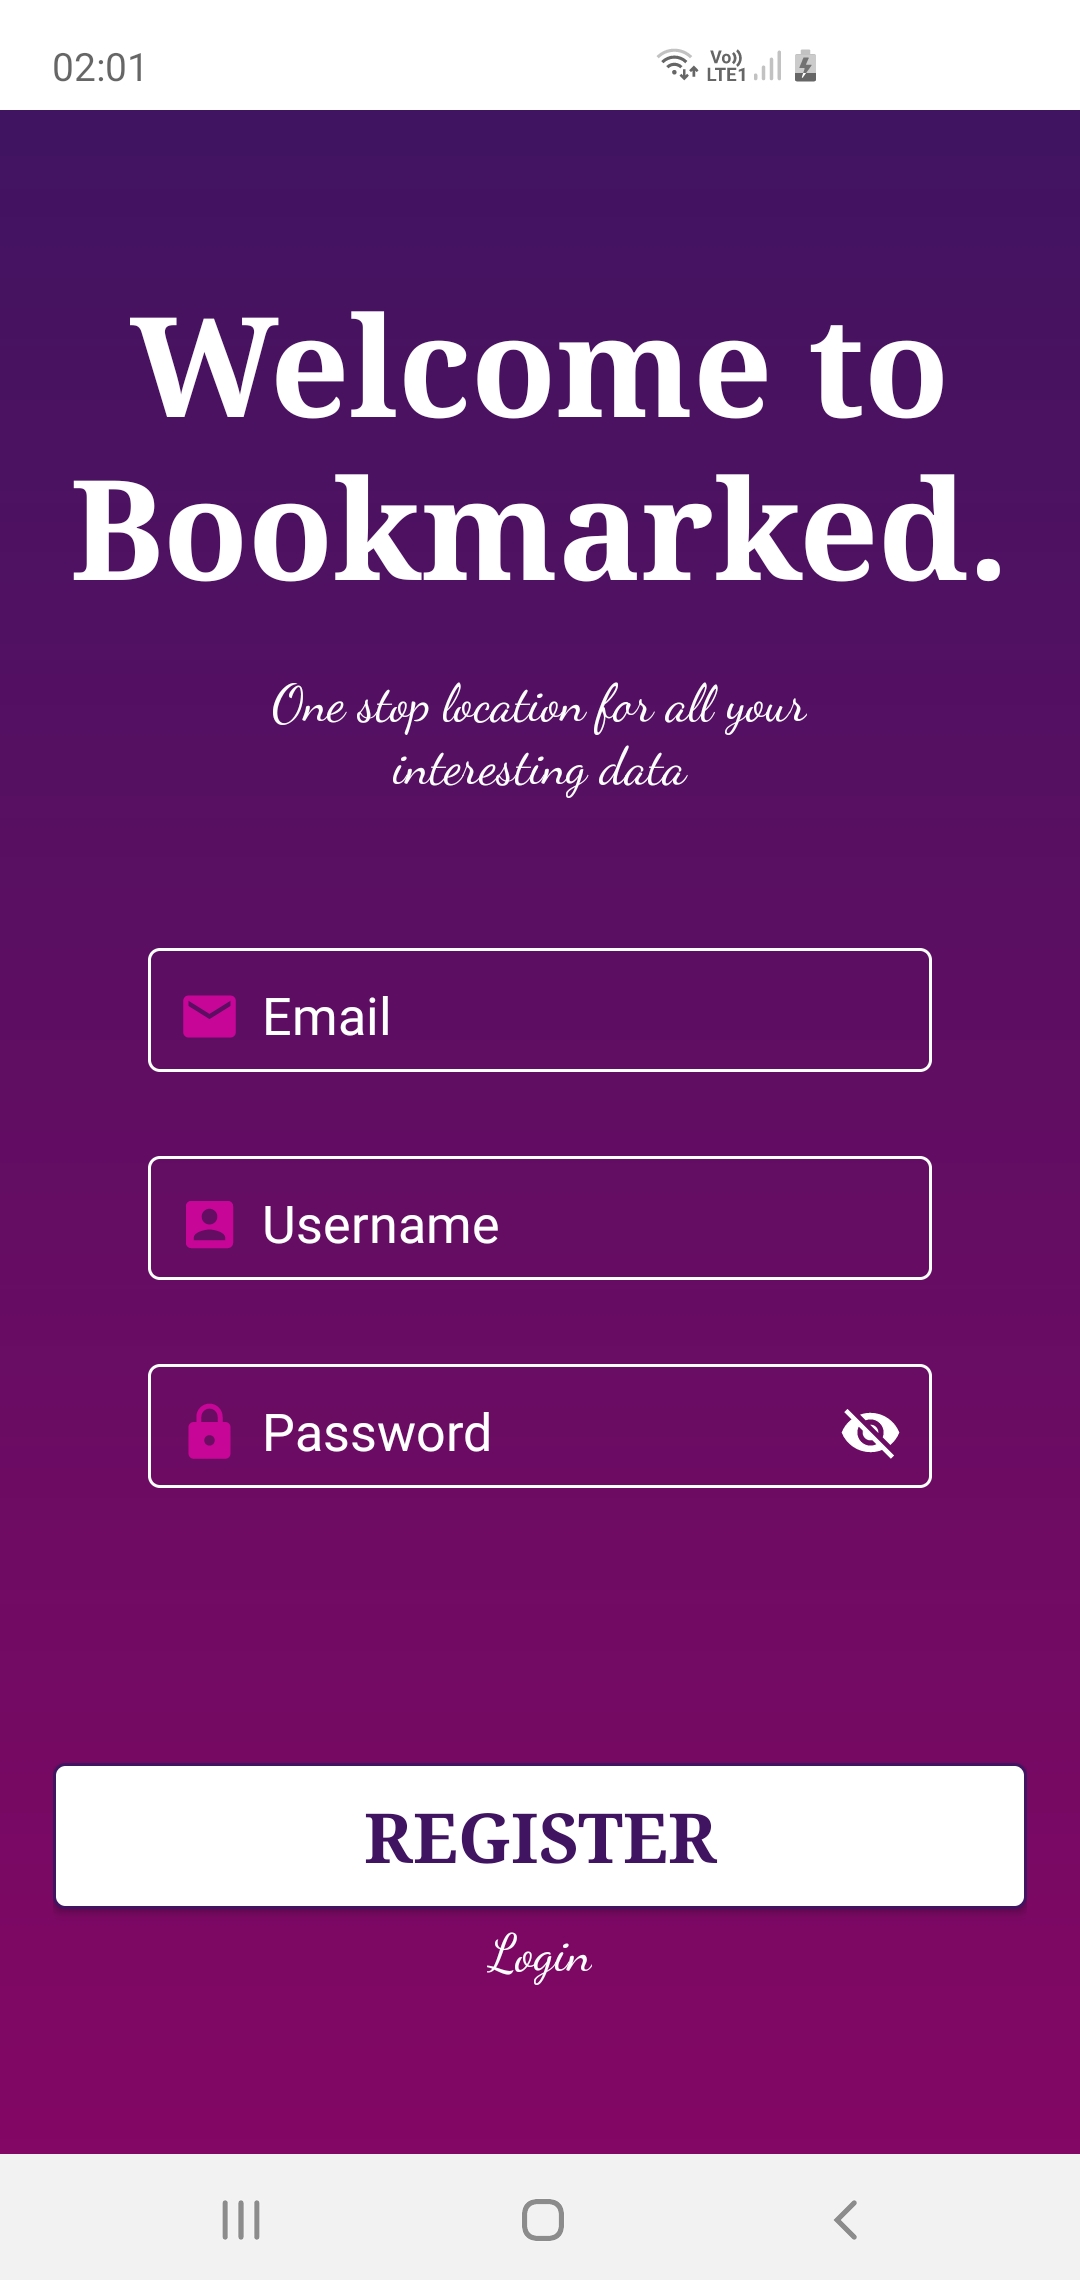 02:01
Vo))
LTE1
Welcome to
Bookmarked.
One stop location for all your
interesting data
Email
Username
Password
REGISTER
Login